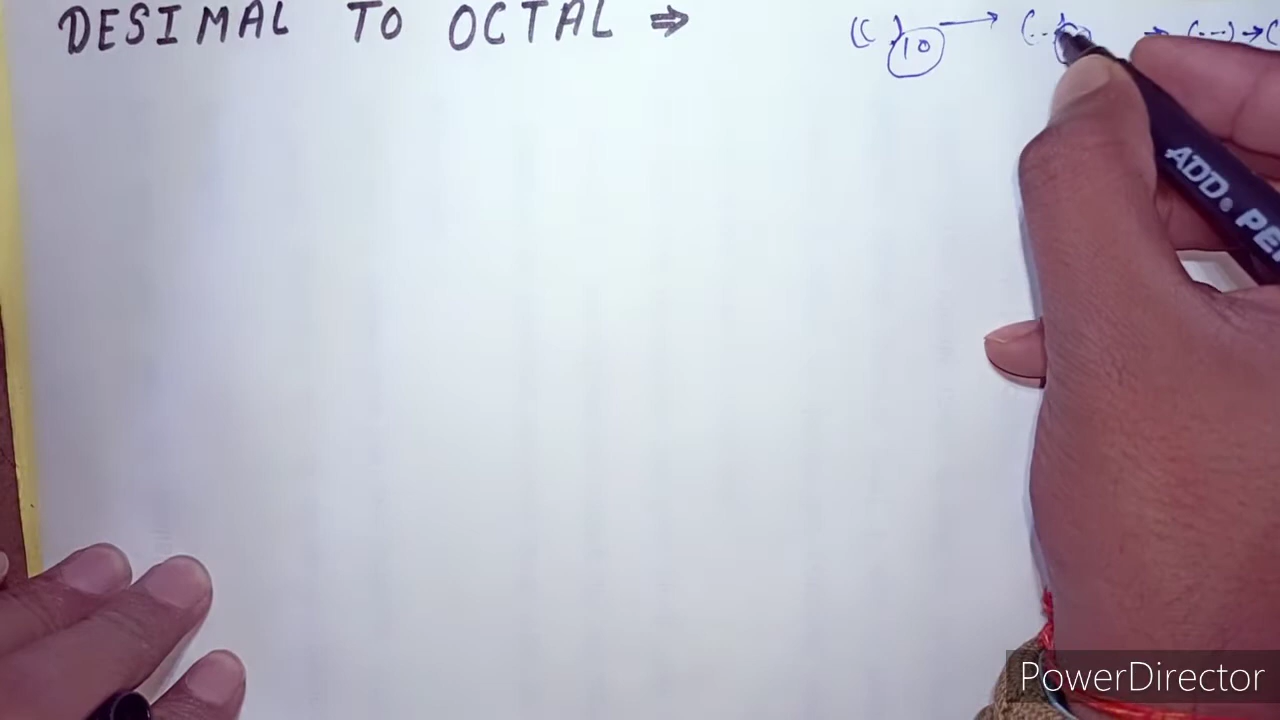 DESIMAL TO OCTAL ⇒ (( )10 → (..) → (---) → (
ADD. PE
PowerDirector